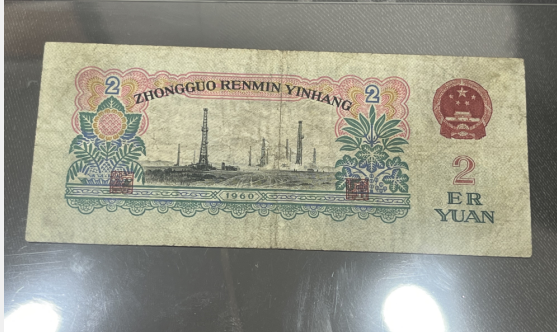 2 ZHONGGUO RENMIN YINHANG 2
1960
2
ER
YUAN